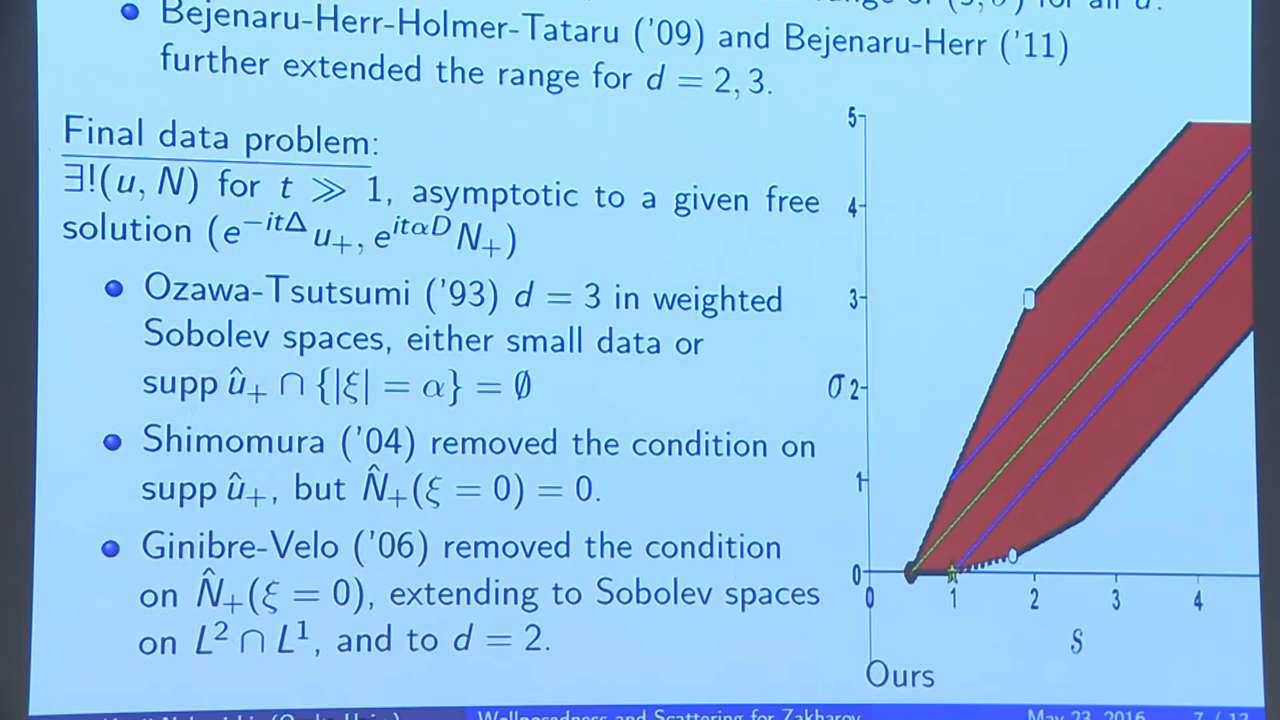 (s, σ) for all d.
• Bejenaru-Herr-Holmer-Tataru ('09) and Bejenaru-Herr ('11)
further extended the range for d = 2, 3.
Final data problem:
∃!(u, N) for t ≫ 1, asymptotic to a given free
solution (e^{-itΔ}u₊, e^{itαD}N₊)
• Ozawa-Tsutsumi ('93) d = 3 in weighted
Sobolev spaces, either small data or
supp û₊ ∩ {|ξ| = α} = ∅
• Shimomura ('04) removed the condition on
supp û₊, but N̂₊(ξ = 0) = 0.
• Ginibre-Velo ('06) removed the condition
on N̂₊(ξ = 0), extending to Sobolev spaces
on L² ∩ L¹, and to d = 2.
5
4
3
σ 2
1
0
0 1 2 3 4
S
Ours
Wellposedness and Scattering for Zakharov
May 23, 2016
7 / 13